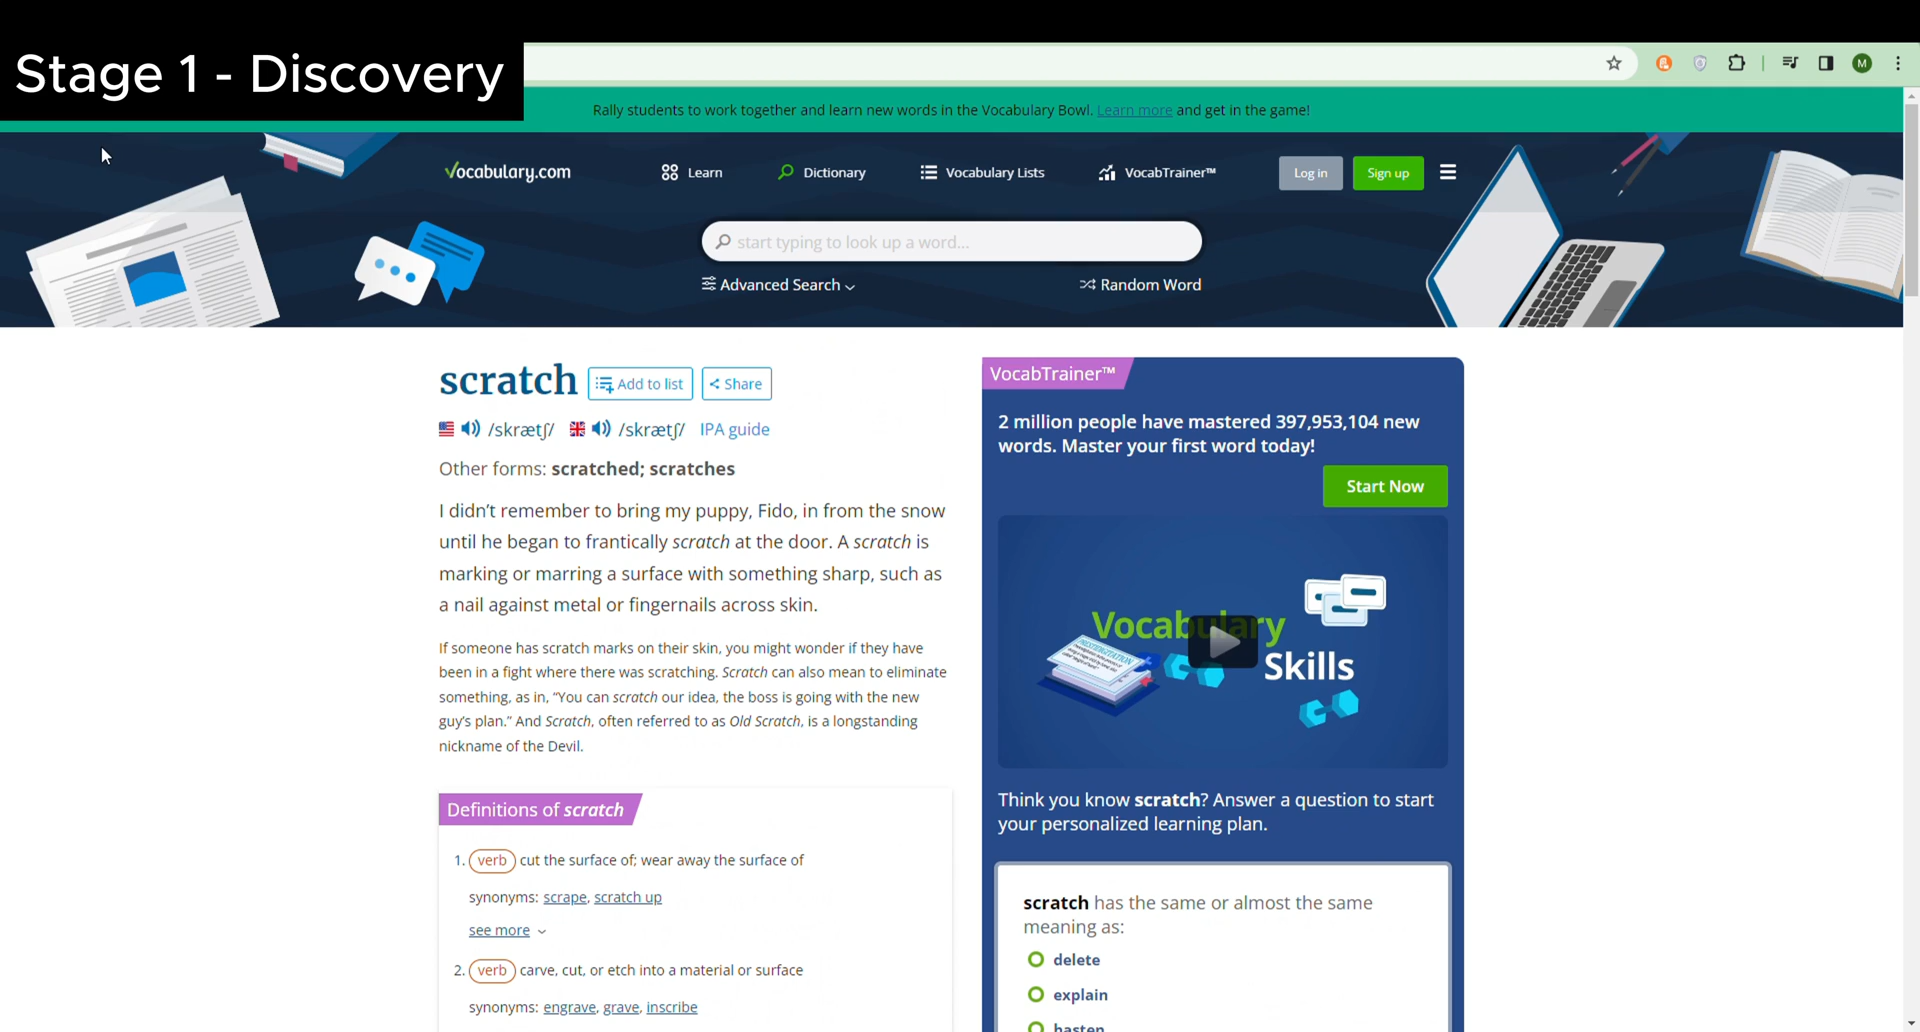 Stage 1 - Discovery
M
Rally students to work together and learn new words in the Vocabulary Bowl. Learn more and get in the game!
Vocabulary.com
Learn
Dictionary
Vocabulary Lists
VocabTrainer™
Log in
Sign up
start typing to look up a word...
Advanced Search
Random Word
scratch
Add to list
Share
/skrætʃ/ /skrætʃ/ IPA guide
Other forms: scratched; scratches
I didn't remember to bring my puppy, Fido, in from the snow
until he began to frantically scratch at the door. A scratch is
marking or marring a surface with something sharp, such as
a nail against metal or fingernails across skin.
If someone has scratch marks on their skin, you might wonder if they have
been in a fight where there was scratching. Scratch can also mean to eliminate
something, as in, “You can scratch our idea, the boss is going with the new
guy’s plan.” And Scratch, often referred to as Old Scratch, is a longstanding
nickname of the Devil.
Definitions of scratch
1. verb cut the surface of; wear away the surface of
synonyms: scrape, scratch up
see more
2. verb carve, cut, or etch into a material or surface
synonyms: engrave, grave, inscribe
VocabTrainer™
2 million people have mastered 397,953,104 new
words. Master your first word today!
Start Now
Vocabulary
Skills
PRESTIDIGITATION
Think you know scratch? Answer a question to start
your personalized learning plan.
scratch has the same or almost the same
meaning as:
delete
explain
hasten